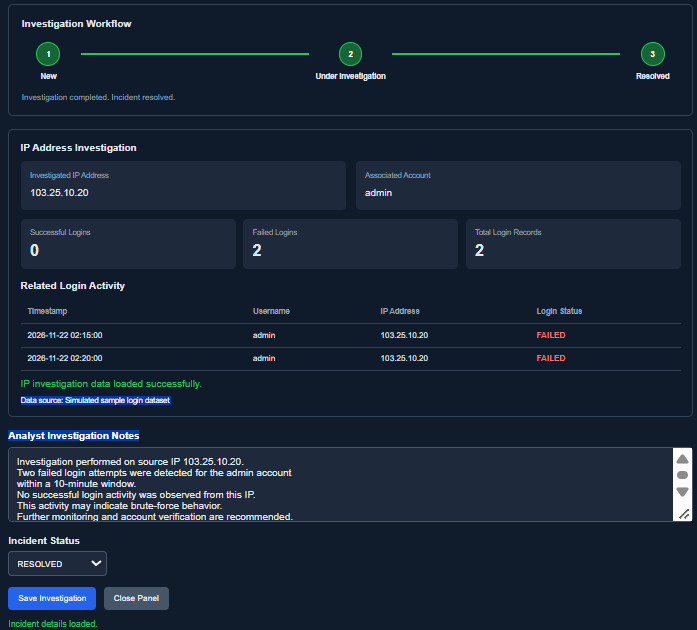 Investigation Workflow
1 2 3
New Under Investigation Resolved
Investigation completed. Incident resolved.
IP Address Investigation
Investigated IP Address Associated Account
103.25.10.20 admin
Successful Logins Failed Logins Total Login Records
0 2 2
Related Login Activity
Timestamp Username IP Address Login Status
2026-11-22 02:15:00 admin 103.25.10.20 FAILED
2026-11-22 02:20:00 admin 103.25.10.20 FAILED
IP investigation data loaded successfully.
Data source: Simulated sample login dataset
Analyst Investigation Notes
Investigation performed on source IP 103.25.10.20.
Two failed login attempts were detected for the admin account
within a 10-minute window.
No successful login activity was observed from this IP.
This activity may indicate brute-force behavior.
Further monitoring and account verification are recommended.
Incident Status
RESOLVED
Save Investigation Close Panel
Incident details loaded.